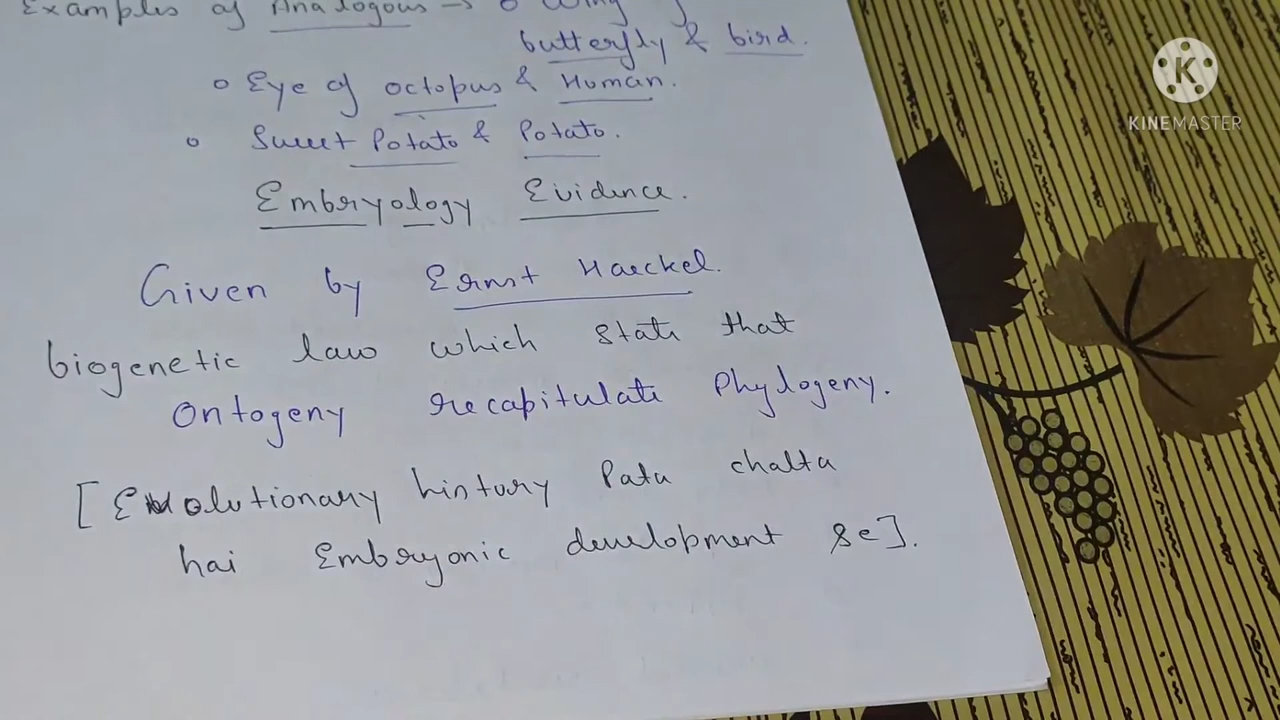 Examples of Analogous → o Wing of
butterfly & bird.
o Eye of octopus & Human.
o Sweet Potato & Potato.
Embryology Evidence.
Given by Ernst Haeckel.
biogenetic law which state that
Ontogeny recapitulate Phylogeny.
[Evolutionary history Pata chalta
hai Embryonic development se].
K
KINEMASTER